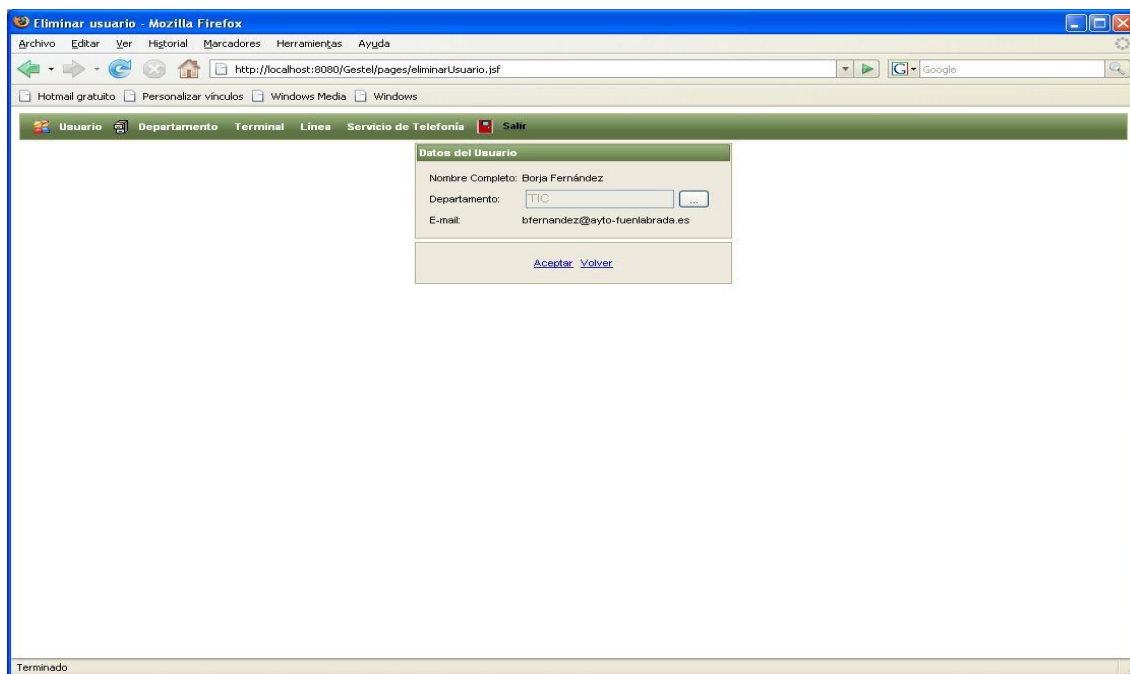 Eliminar usuario - Mozilla Firefox
Archivo Editar Ver Historial Marcadores Herramientas Ayuda
http://localhost:8080/Gestel/pages/eliminarUsuario.jsf G Google
Hotmail gratuito Personalizar vínculos Windows Media Windows
Usuario Departamento Terminal Línea Servicio de Telefonía Salir
Datos del Usuario
Nombre Completo: Borja Fernández
Departamento: TIC ...
E-mail: bfernandez@ayto-fuenlabrada.es
Aceptar Volver
Terminado